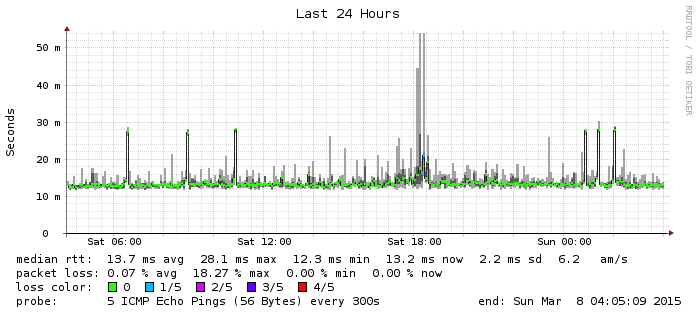 Last 24 Hours
RRDTOOL / TOBI OETIKER
Seconds
50 m
40 m
30 m
20 m
10 m
0
Sat 06:00 Sat 12:00 Sat 18:00 Sun 00:00
median rtt: 13.7 ms avg 28.1 ms max 12.3 ms min 13.2 ms now 2.2 ms sd 6.2 am/s
packet loss: 0.07 % avg 18.27 % max 0.00 % min 0.00 % now
loss color: 0 1/5 2/5 3/5 4/5
probe: 5 ICMP Echo Pings (56 Bytes) every 300s end: Sun Mar 8 04:05:09 2015